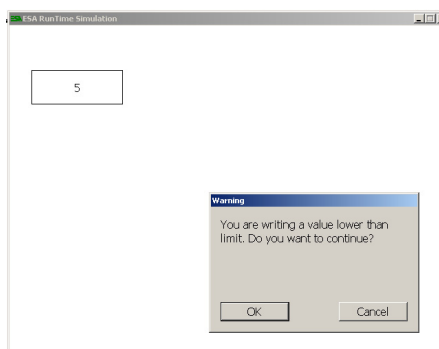 ESA ESA RunTime Simulation
5
Warning
You are writing a value lower than
limit. Do you want to continue?
OK Cancel